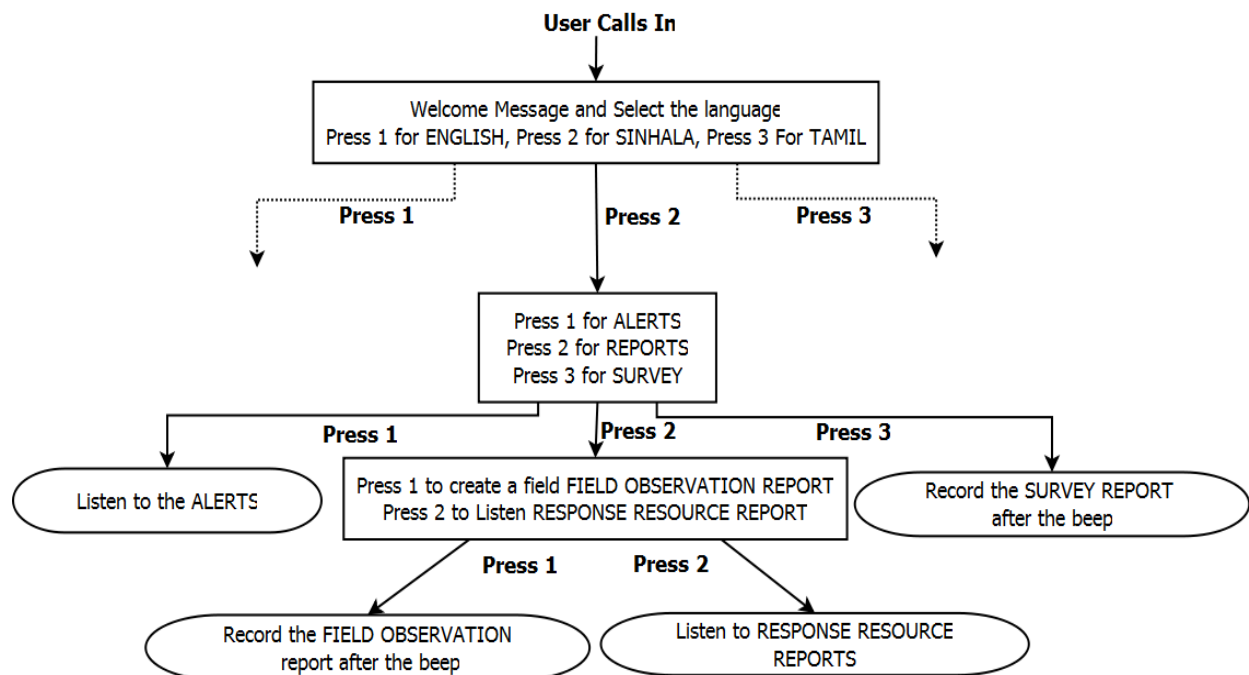 User Calls In
Welcome Message and Select the language
Press 1 for ENGLISH, Press 2 for SINHALA, Press 3 For TAMIL
Press 1
Press 2
Press 3
Press 1 for ALERTS
Press 2 for REPORTS
Press 3 for SURVEY
Press 1
Press 2
Press 3
Listen to the ALERTS
Press 1 to create a field FIELD OBSERVATION REPORT
Press 2 to Listen RESPONSE RESOURCE REPORT
Record the SURVEY REPORT
after the beep
Press 1
Press 2
Record the FIELD OBSERVATION
report after the beep
Listen to RESPONSE RESOURCE
REPORTS